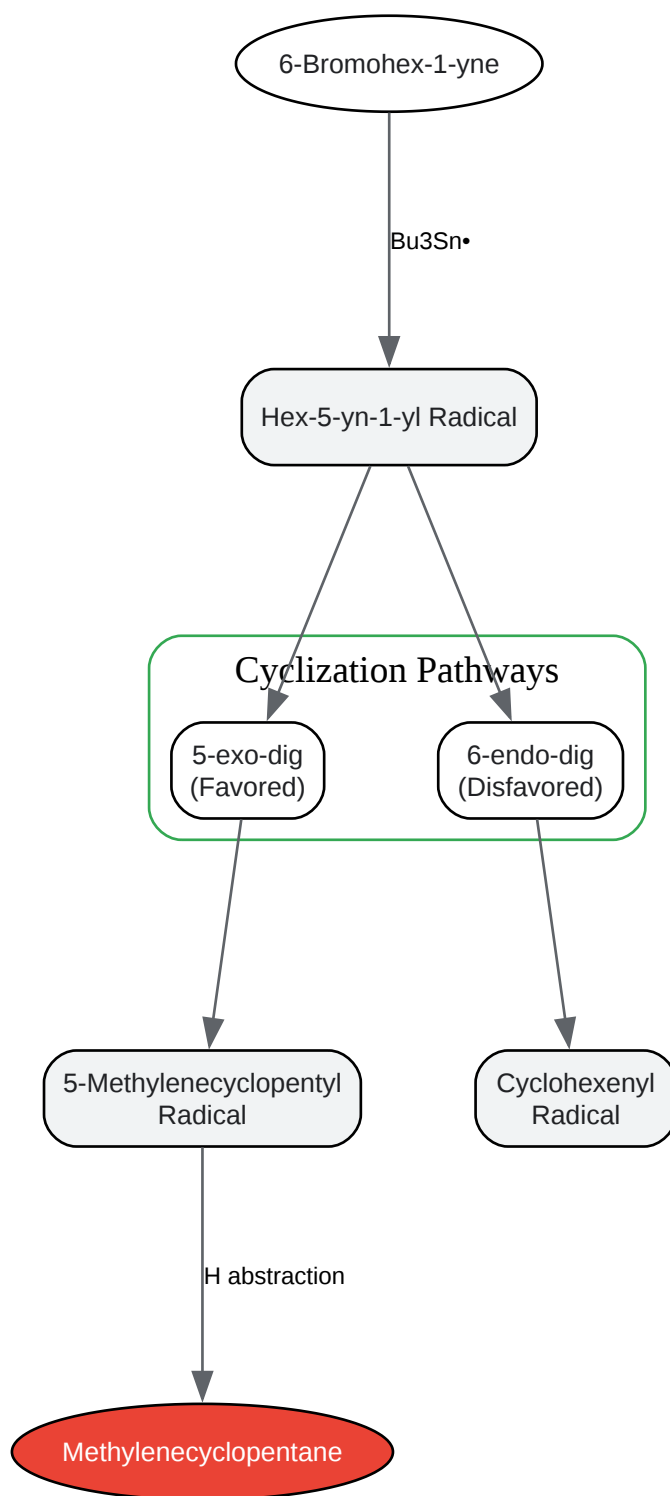 6-Bromohex-1-yne
Bu3Sn•
Hex-5-yn-1-yl Radical
Cyclization Pathways
5-exo-dig
(Favored)
6-endo-dig
(Disfavored)
5-Methylenecyclopentyl
Radical
Cyclohexenyl
Radical
H abstraction
Methylenecyclopentane